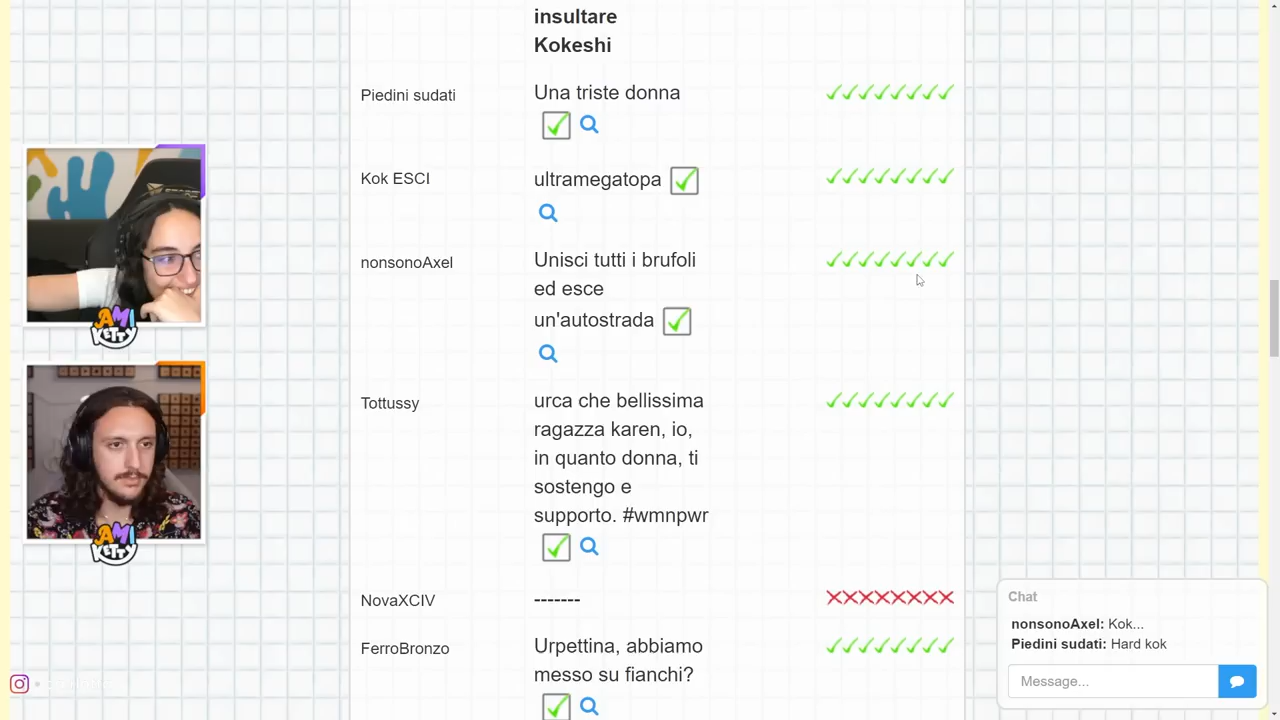 insultare
Kokeshi
Piedini sudati
Una triste donna
Kok ESCI
ultramegatopa
nonsonoAxel
Unisci tutti i brufoli
ed esce
un'autostrada
Tottussy
urca che bellissima
ragazza karen, io,
in quanto donna, ti
sostengo e
supporto. #wmnpwr
NovaXCIV
-------
FerroBronzo
Urpettina, abbiamo
messo su fianchi?
AMI
KETTY
AMI
KETTY
Chat
nonsonoAxel: Kok...
Piedini sudati: Hard kok
Message...